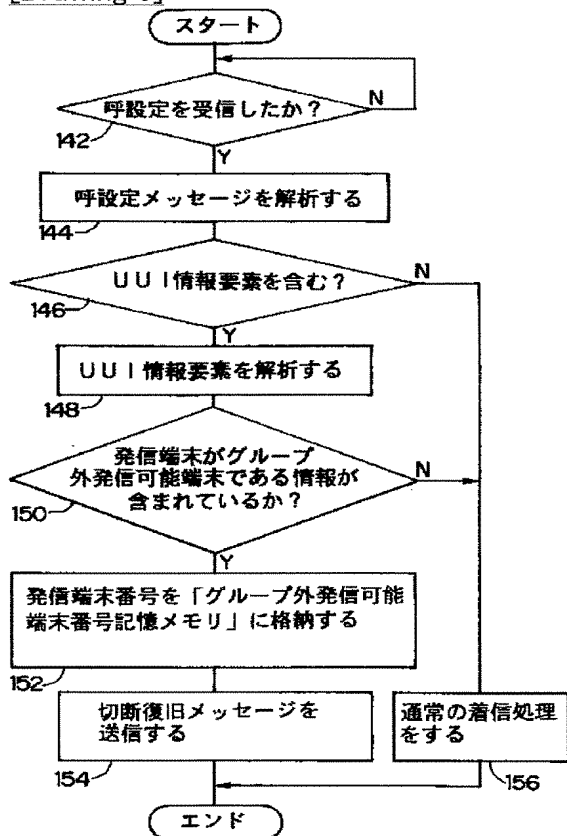 スタート
呼設定を受信したか?
N
142
Y
呼設定メッセージを解析する
144
UUI情報要素を含む?
N
146
Y
UUI情報要素を解析する
148
発信端末がグループ
外発信可能端末である情報が
含まれているか?
N
150
Y
発信端末番号を「グループ外発信可能
端末番号記憶メモリ」に格納する
152
切断復旧メッセージを
送信する
154
通常の着信処理
をする
156
エンド